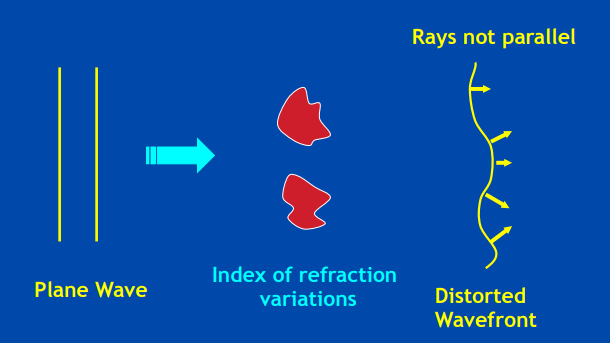 Rays not parallel
Plane Wave
Index of refraction
variations
Distorted
Wavefront